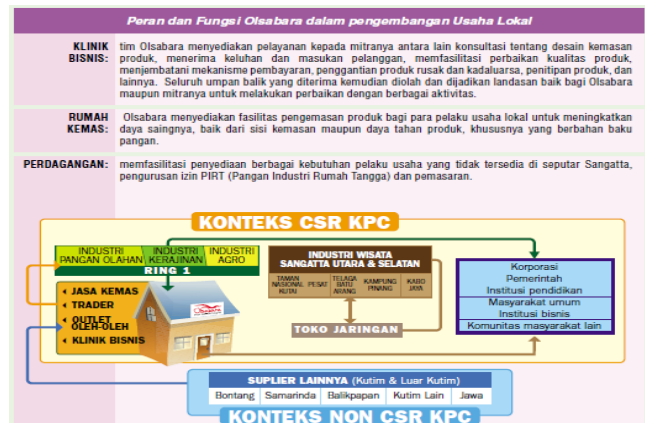 Peran dan Fungsi Olsabara dalam pengembangan Usaha Lokal
KLINIK BISNIS: tim Olsabara menyediakan pelayanan kepada mitranya antara lain konsultasi tentang desain kemasan
produk, menerima keluhan dan masukan pelanggan, memfasilitasi perbaikan kualitas produk,
menjembatani mekanisme pembayaran, penggantian produk rusak dan kadaluarsa, penitipan produk, dan
lainnya. Seluruh umpan balik yang diterima kemudian diolah dan dijadikan landasan baik bagi Olsabara
maupun mitranya untuk melakukan perbaikan dengan berbagai aktivitas.
RUMAH KEMAS: Olsabara menyediakan fasilitas pengemasan produk bagi para pelaku usaha lokal untuk meningkatkan
daya saingnya, baik dari sisi kemasan maupun daya tahan produk, khususnya yang berbahan baku
pangan.
PERDAGANGAN: memfasilitasi penyediaan berbagai kebutuhan pelaku usaha yang tidak tersedia di seputar Sangatta,
pengurusan izin PIRT (Pangan Industri Rumah Tangga) dan pemasaran.
KONTEKS CSR KPC
INDUSTRI PANGAN OLAHAN
INDUSTRI KERAJINAN
INDUSTRI AGRO
RING 1
JASA KEMAS
TRADER
OUTLET OLEH-OLEH
KLINIK BISNIS
INDUSTRI WISATA
SANGATTA UTARA & SELATAN
TAMAN NASIONAL KUTAI
PESAT
TELAGA BATU ARANG
KAMPUNG PINANG
KABO JAYA
TOKO JARINGAN
Korporasi
Pemerintah
Institusi pendidikan
Masyarakat umum
Institusi bisnis
Komunitas masyarakat lain
SUPLIER LAINNYA (Kutim & Luar Kutim)
Bontang Samarinda Balikpapan Kutim Lain Jawa
KONTEKS NON CSR KPC